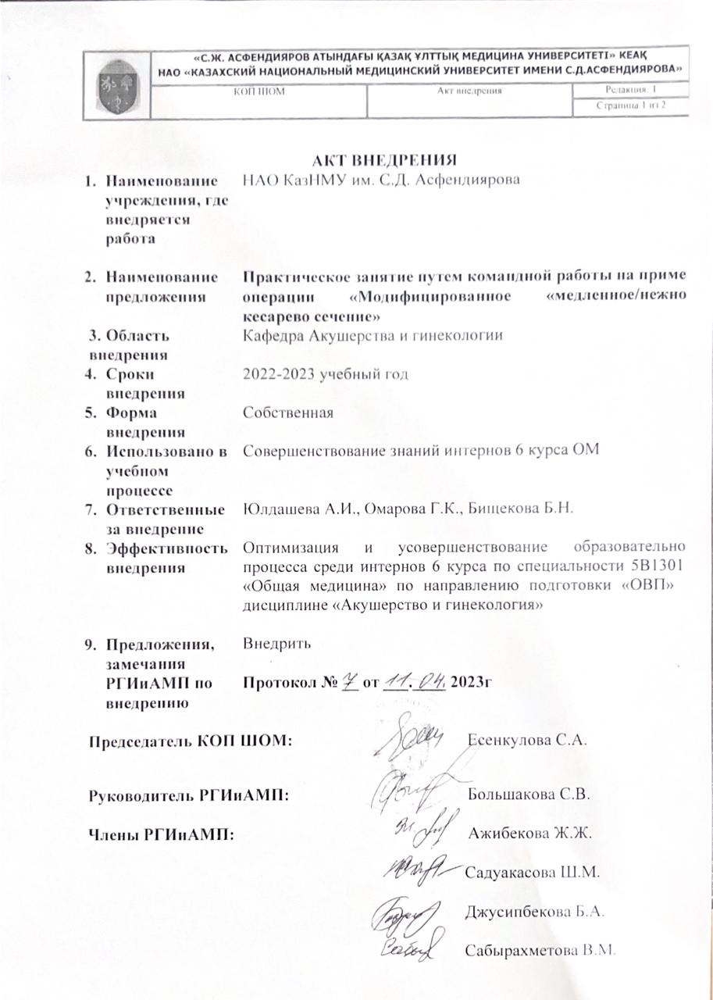 «С.Ж. АСФЕНДИЯРОВ АТЫНДАҒЫ ҚАЗАҚ ҰЛТТЫҚ МЕДИЦИНА УНИВЕРСИТЕТІ» КЕАҚ
НАО «КАЗАХСКИЙ НАЦИОНАЛЬНЫЙ МЕДИЦИНСКИЙ УНИВЕРСИТЕТ ИМЕНИ С.Д.АСФЕНДИЯРОВА»
КОП ШОМ Акт внедрения Редакция: 1
Страница 1 из 2
АКТ ВНЕДРЕНИЯ
1. Наименование НАО КазНМУ им. С.Д. Асфендиярова
учреждения, где
внедряется
работа
2. Наименование Практическое занятие путем командной работы на приме
предложения операции «Модифицированное «медленное/нежно
кесарево сечение»
3. Область Кафедра Акушерства и гинекологии
внедрения
4. Сроки 2022-2023 учебный год
внедрения
5. Форма Собственная
внедрения
6. Использовано в Совершенствование знаний интернов 6 курса ОМ
учебном
процессе
7. Ответственные Юлдашева А.И., Омарова Г.К., Бищекова Б.Н.
за внедрение
8. Эффективность Оптимизация и усовершенствование образовательно
внедрения процесса среди интернов 6 курса по специальности 5В1301
«Общая медицина» по направлению подготовки «ОВП»
дисциплине «Акушерство и гинекология»
9. Предложения, Внедрить
замечания
РГИиАМП по Протокол № 7 от 11.04. 2023г
внедрению
Председатель КОП ШОМ: Есенкулова С.А.
Руководитель РГИиАМП: Большакова С.В.
Члены РГИиАМП: Ажибекова Ж.Ж.
Садуакасова Ш.М.
Джусипбекова Б.А.
Сабырахметова В.М.